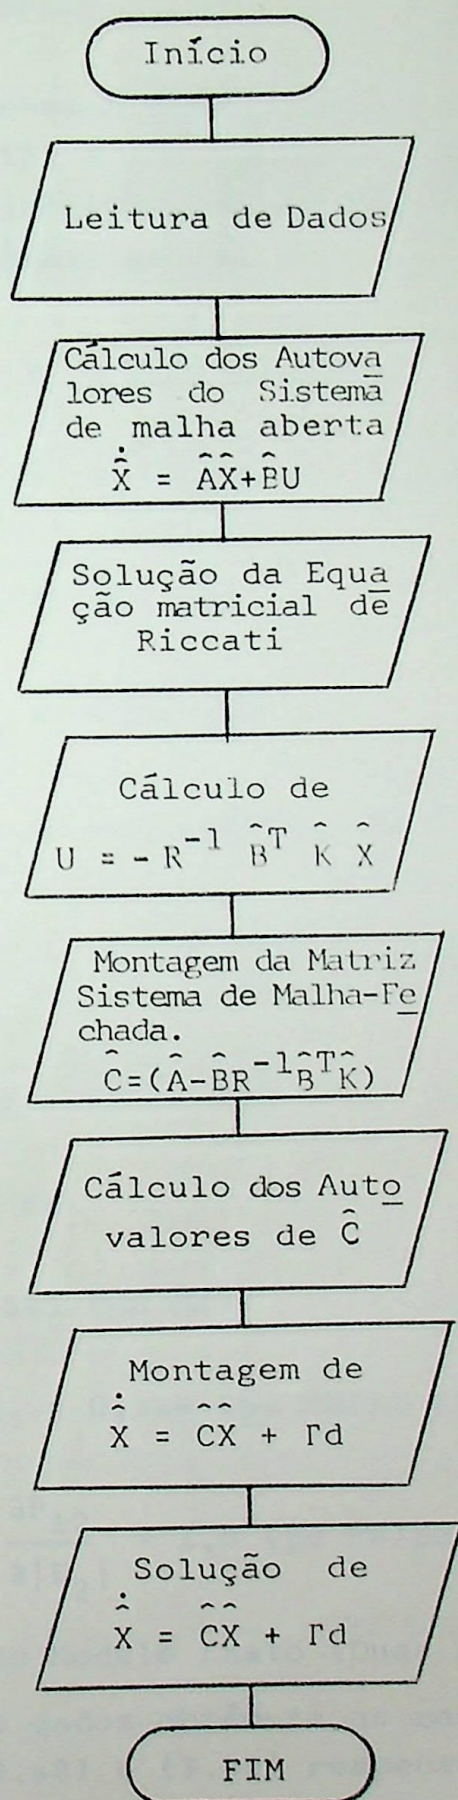 Início
Leitura de Dados
Cálculo dos Autova
lores do Sistema
de malha aberta
Ẋ̂ = ÂX̂+B̂U
Solução da Equa
ção matricial de
Riccati
Cálculo de
U = - R⁻¹ B̂ᵀ K̂ X̂
Montagem da Matriz
Sistema de Malha-Fe
chada.
Ĉ=(Â-B̂R⁻¹B̂ᵀK̂)
Cálculo dos Auto
valores de Ĉ
Montagem de
Ẋ̂ = ĈX̂ + Γd
Solução de
Ẋ̂ = ĈX̂ + Γd
FIM